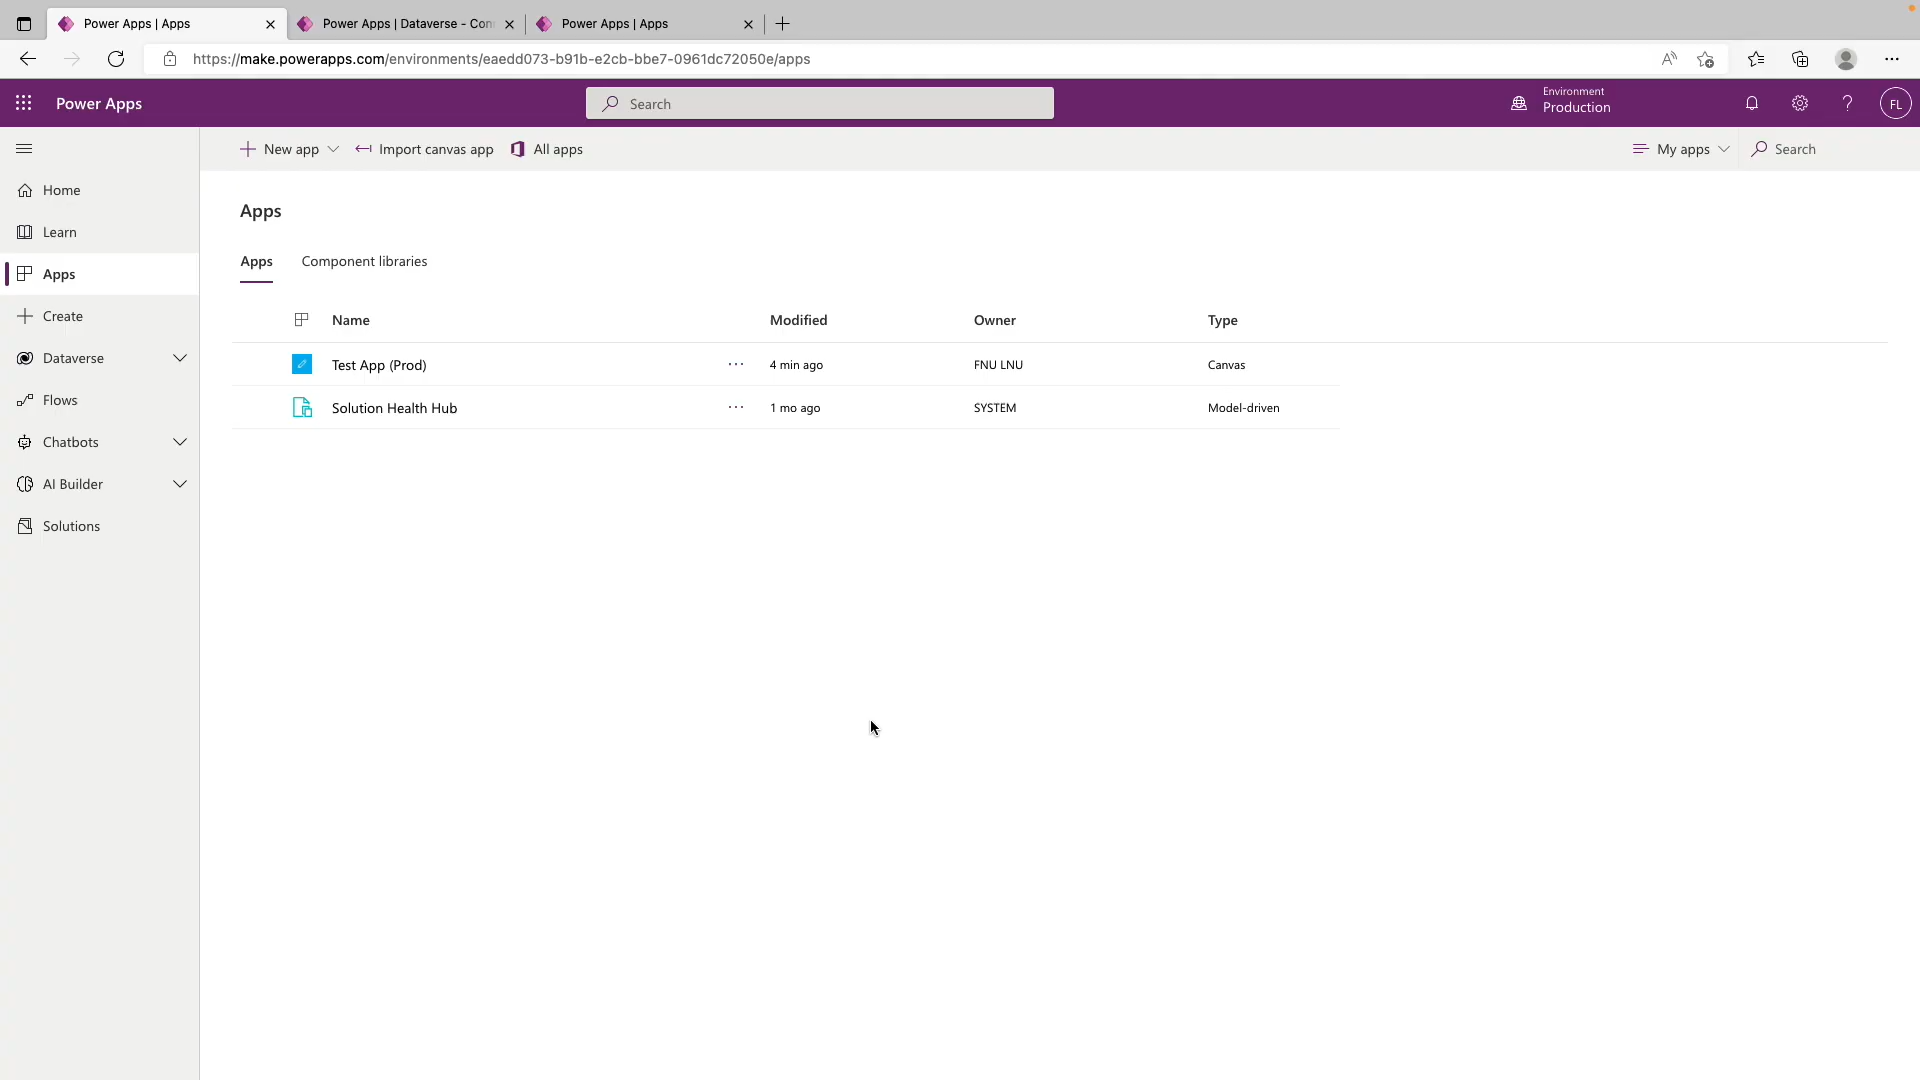 Power Apps | Apps
Power Apps | Dataverse - Con
Power Apps | Apps
https://make.powerapps.com/environments/eaedd073-b91b-e2cb-bbe7-0961dc72050e/apps
Power Apps
Search
Environment
Production
FL
New app
Import canvas app
All apps
My apps
Search
Home
Learn
Apps
Create
Dataverse
Flows
Chatbots
AI Builder
Solutions
Apps
Apps Component libraries
Name Modified Owner Type
Test App (Prod) ··· 4 min ago FNU LNU Canvas
Solution Health Hub ··· 1 mo ago SYSTEM Model-driven